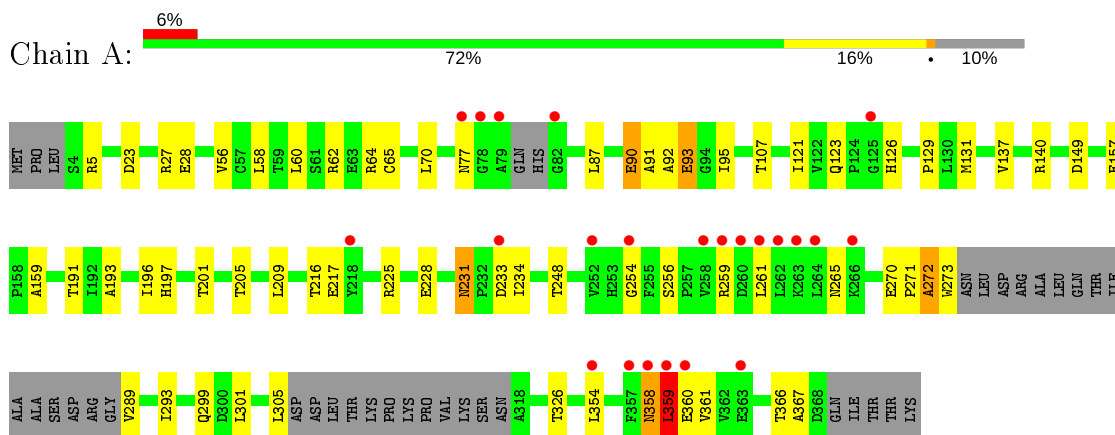 6%
Chain A:
72% 16% • 10%
MET PRO LEU S4 R5 D23 R27 E28 V56 C57 L58 T59 L60 S61 R62 E63 R64 C65 L70 N77 G78 A79 GLN HIS G82 L87 E90 A91 A92 E93 G94 I95 T107 I121 V122 Q123 P124 G125 H126 P129 L130 M131 V137 R140 D149 E157
P158 A159 T191 I192 A193 I196 H197 T201 T205 L209 T216 E217 Y218 R225 E228 N231 P232 D233 I234 T248 V252 H253 G254 F255 S256 P257 V258 R259 D260 L261 L262 K263 L264 N265 K266 E270 P271 A272 W273 ASN LEU ASP ARG ALA LEU GLN THR ILE
ALA ALA SER ASP ARG GLY V289 I293 Q299 D300 L301 L305 ASP ASP LEU THR LYS PRO LYS PRO VAL LYS SER ASN A318 T326 L354 F357 N358 L359 E360 V361 V362 E363 T366 A367 D368 GLN ILE THR THR LYS